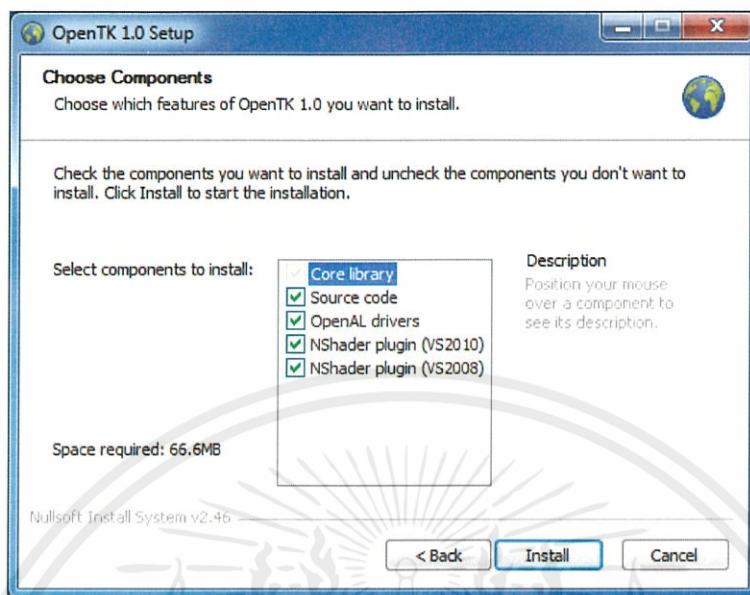 OpenTK 1.0 Setup
Choose Components
Choose which features of OpenTK 1.0 you want to install.
Check the components you want to install and uncheck the components you don't want to
install. Click Install to start the installation.
Select components to install:
Core library
Source code
OpenAL drivers
NShader plugin (VS2010)
NShader plugin (VS2008)
Description
Position your mouse
over a component to
see its description.
Space required: 66.6MB
Nullsoft Install System v2.46
< Back
Install
Cancel